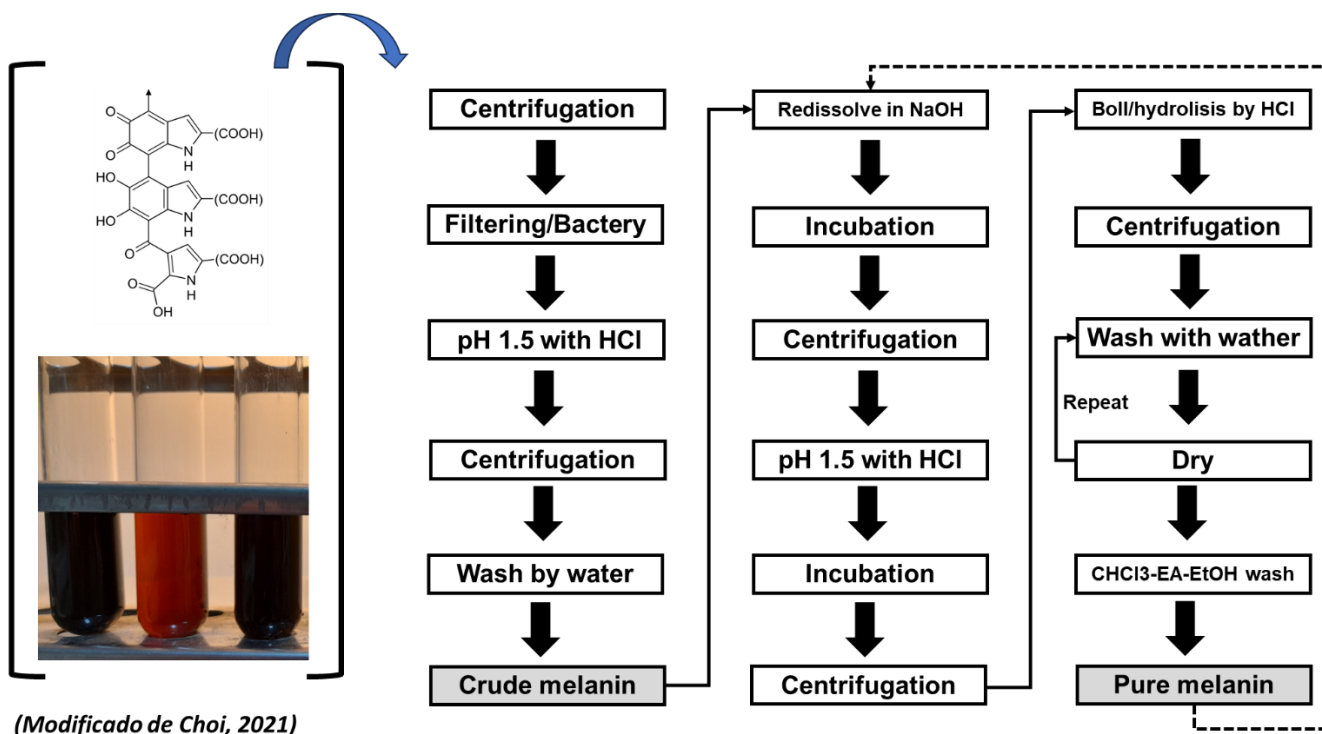 O
O
N
H
(COOH)
HO
HO
N
H
(COOH)
O
O
OH
N
H
(COOH)
(Modificado de Choi, 2021)
Centrifugation
Filtering/Bactery
pH 1.5 with HCl
Centrifugation
Wash by water
Crude melanin
Redissolve in NaOH
Incubation
Centrifugation
pH 1.5 with HCl
Incubation
Centrifugation
Boll/hydrolisis by HCl
Centrifugation
Wash with wather
Repeat
Dry
CHCl3-EA-EtOH wash
Pure melanin